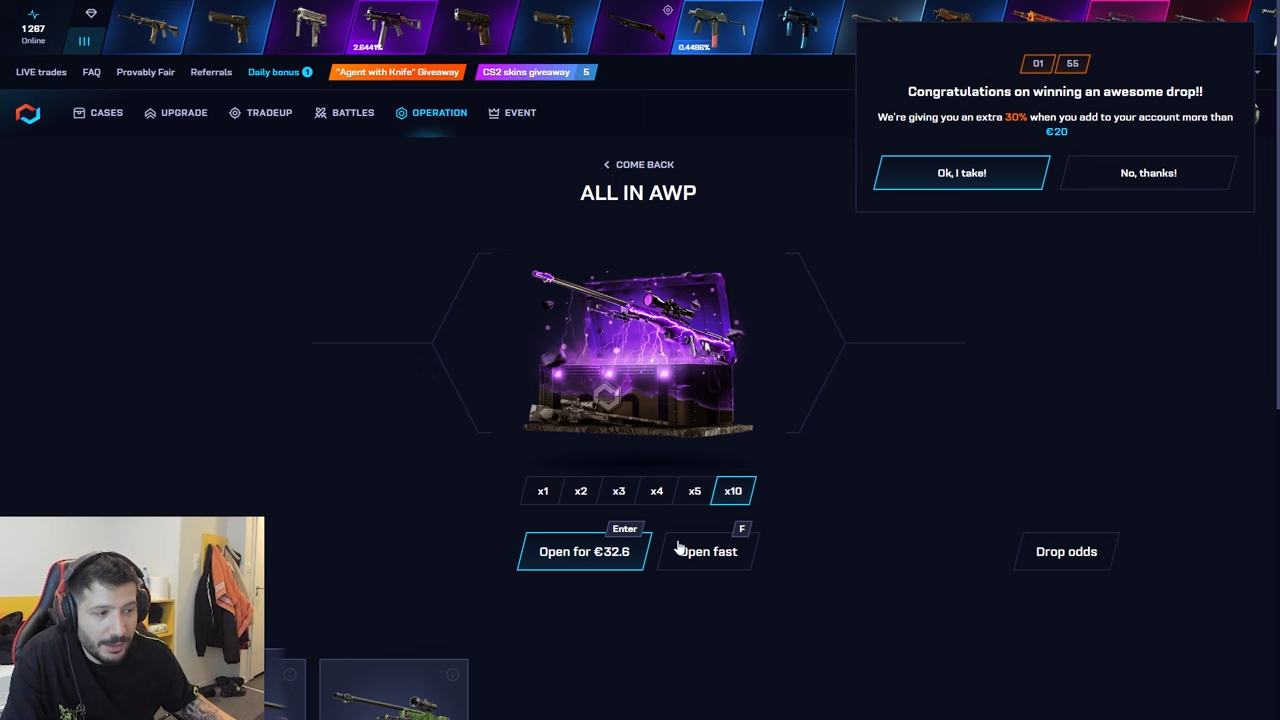 1 267
Online
2.6441%
0.4486%
LIVE trades
FAQ
Provably Fair
Referrals
Daily bonus 1
"Agent with Knife" Giveaway
CS2 skins giveaway 5
CASES
UPGRADE
TRADEUP
BATTLES
OPERATION
EVENT
01 55
Congratulations on winning an awesome drop!!
We're giving you an extra 30% when you add to your account more than
€20
Ok, I take!
No, thanks!
COME BACK
ALL IN AWP
x1
x2
x3
x4
x5
x10
Enter
F
Open for €32.6
Open fast
Drop odds